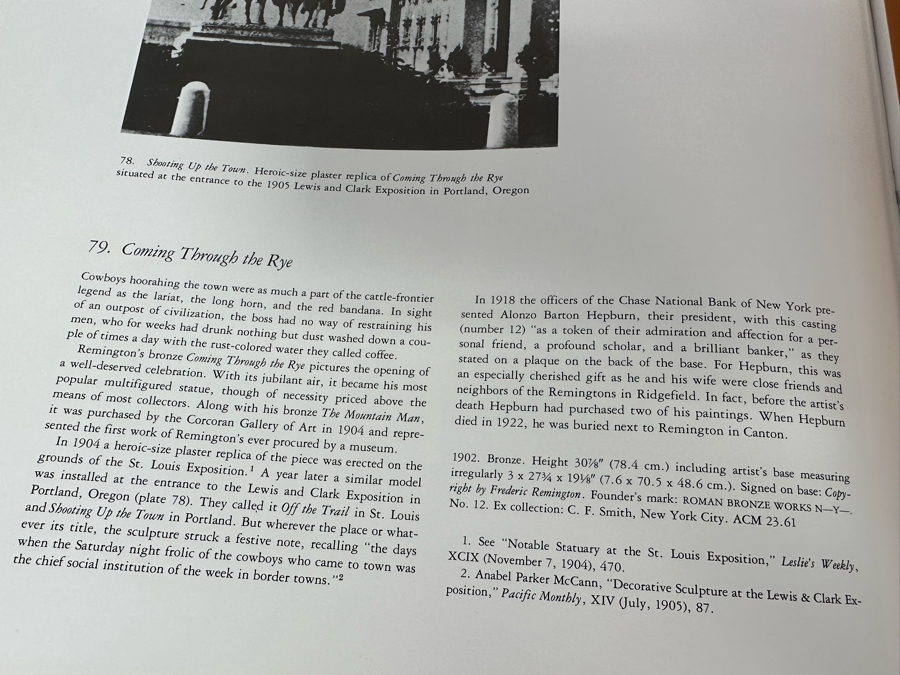 78. Shooting Up the Town. Heroic-size plaster replica of Coming Through the Rye
situated at the entrance to the 1905 Lewis and Clark Exposition in Portland, Oregon
79. Coming Through the Rye
Cowboys hoorahing the town were as much a part of the cattle-frontier
legend as the lariat, the long horn, and the red bandana. In sight
of an outpost of civilization, the boss had no way of restraining his
men, who for weeks had drunk nothing but dust washed down a cou-
ple of times a day with the rust-colored water they called coffee.
Remington's bronze Coming Through the Rye pictures the opening of
a well-deserved celebration. With its jubilant air, it became his most
popular multifigured statue, though of necessity priced above the
means of most collectors. Along with his bronze The Mountain Man,
it was purchased by the Corcoran Gallery of Art in 1904 and repre-
sented the first work of Remington's ever procured by a museum.
In 1904 a heroic-size plaster replica of the piece was erected on the
grounds of the St. Louis Exposition.¹ A year later a similar model
was installed at the entrance to the Lewis and Clark Exposition in
Portland, Oregon (plate 78). They called it Off the Trail in St. Louis
and Shooting Up the Town in Portland. But wherever the place or what-
ever its title, the sculpture struck a festive note, recalling "the days
when the Saturday night frolic of the cowboys who came to town was
the chief social institution of the week in border towns."²
In 1918 the officers of the Chase National Bank of New York pre-
sented Alonzo Barton Hepburn, their president, with this casting
(number 12) "as a token of their admiration and affection for a per-
sonal friend, a profound scholar, and a brilliant banker," as they
stated on a plaque on the back of the base. For Hepburn, this was
an especially cherished gift as he and his wife were close friends and
neighbors of the Remingtons in Ridgefield. In fact, before the artist's
death Hepburn had purchased two of his paintings. When Hepburn
died in 1922, he was buried next to Remington in Canton.
1902. Bronze. Height 30⅞″ (78.4 cm.) including artist's base measuring
irregularly 3 x 27¾ x 19⅛″ (7.6 x 70.5 x 48.6 cm.). Signed on base: Copy-
right by Frederic Remington. Founder's mark: ROMAN BRONZE WORKS N—Y—.
No. 12. Ex collection: C. F. Smith, New York City. ACM 23.61
1. See "Notable Statuary at the St. Louis Exposition," Leslie's Weekly,
XCIX (November 7, 1904), 470.
2. Anabel Parker McCann, "Decorative Sculpture at the Lewis & Clark Ex-
position," Pacific Monthly, XIV (July, 1905), 87.